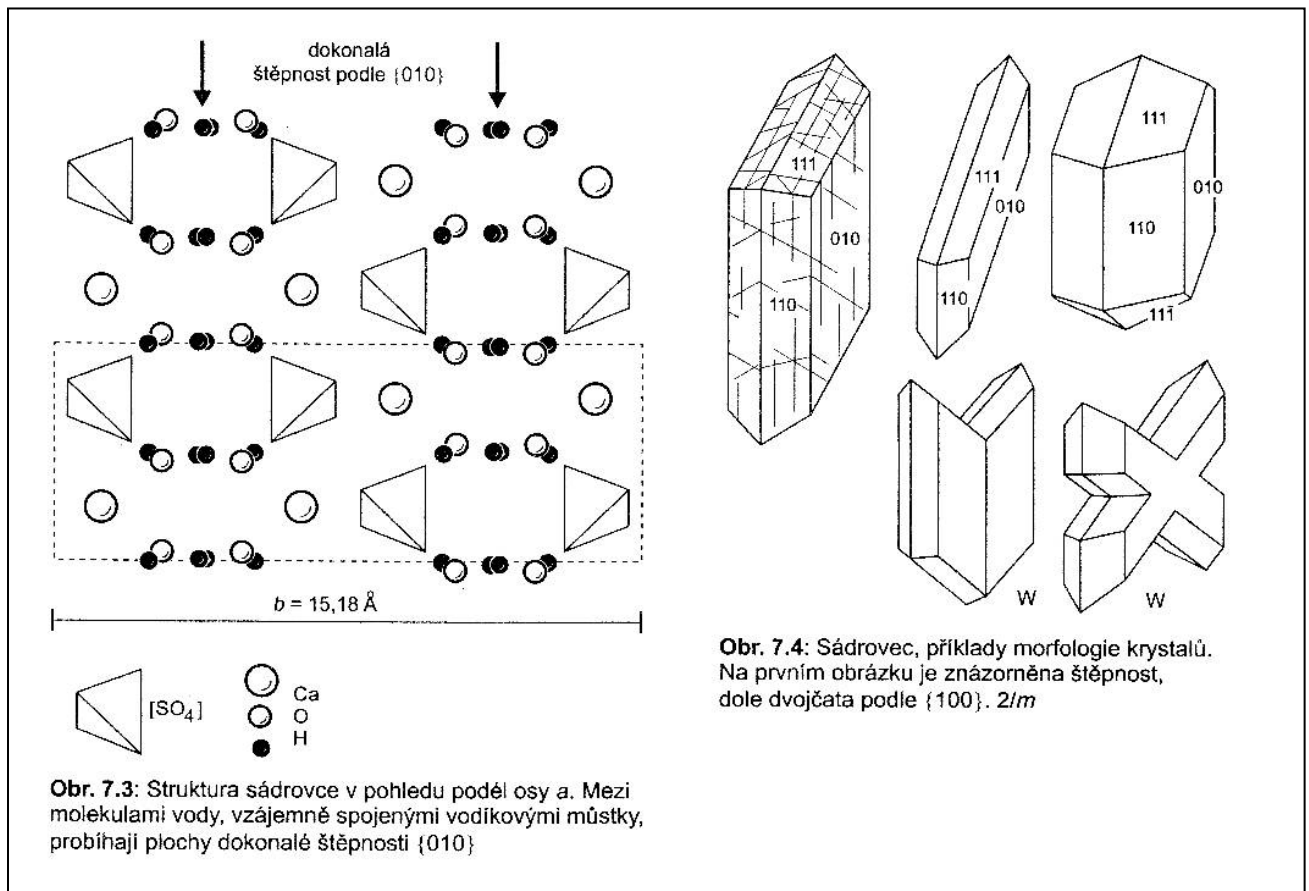 dokonalá
štěpnost podle {010}
b = 15,18 Å
[SO₄]
Ca
O
H
Obr. 7.3: Struktura sádrovce v pohledu podél osy a. Mezi
molekulami vody, vzájemně spojenými vodíkovými můstky,
probíhají plochy dokonalé štěpnosti {010}
111
010
110
111
010
110
111
010
110
111̅
W
W
Obr. 7.4: Sádrovec, příklady morfologie krystalů.
Na prvním obrázku je znázorněna štěpnost,
dole dvojčata podle {100}. 2/m